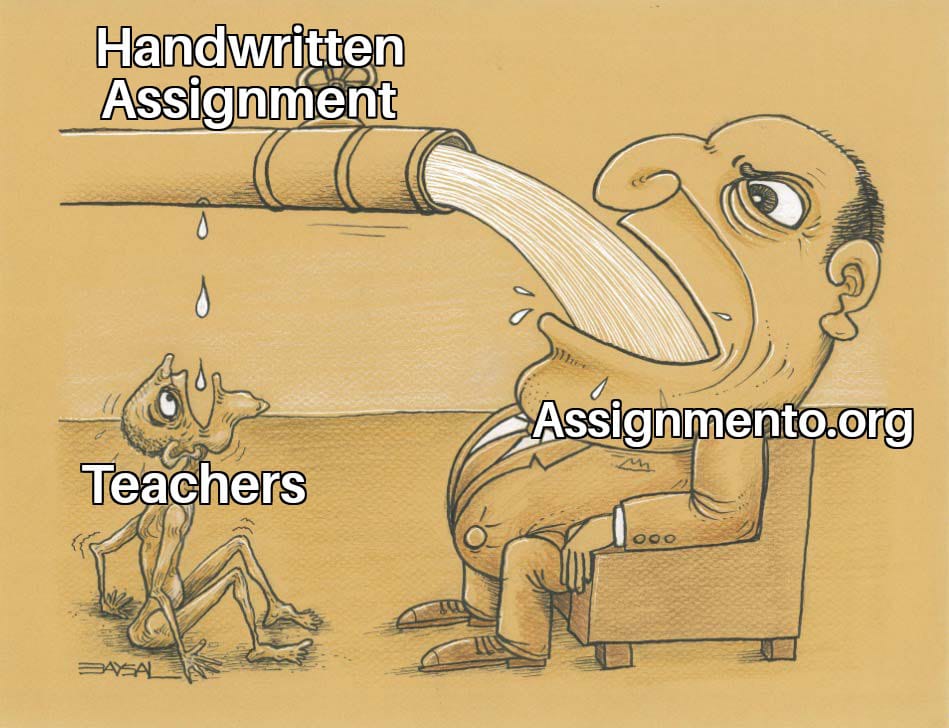 Handwritten
Assignment
Assignmento.org
Teachers
BAYSAL